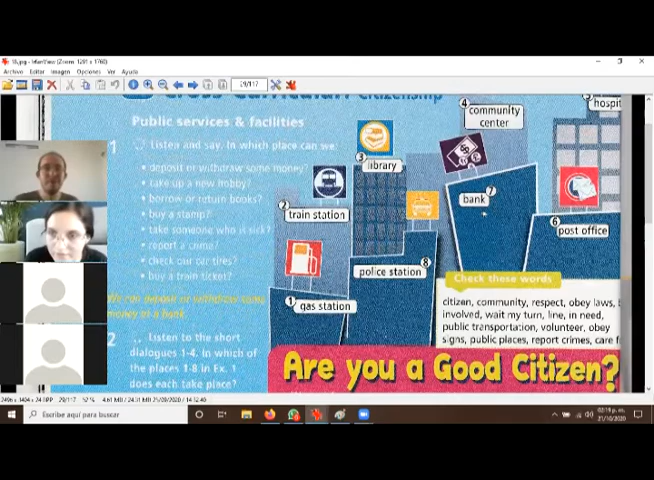 Archivo Editar Imagen Opciones Ver Ayuda
29/117
Citizenship
Public services & facilities
1
Listen and say. In which place can we:
• deposit or withdraw some money?
• take up a new hobby?
• borrow or return books?
• buy a stamp?
• take someone who is sick?
• report a crime?
• check our car tires?
• buy a train ticket?
We can deposit or withdraw some
money at a bank.
2
Listen to the short
dialogues 1-4. In which of
the places 1-8 in Ex. 1
does each take place?
4 community
center
3 library
2 train station
1 gas station
8 police station
bank 7
6
post office
Check these words
citizen, community, respect, obey laws,
involved, wait my turn, line, in need,
public transportation, volunteer, obey
signs, public places, report crimes, care f
Are you a Good Citizen?
Escribe aquí para buscar
21/10/2020